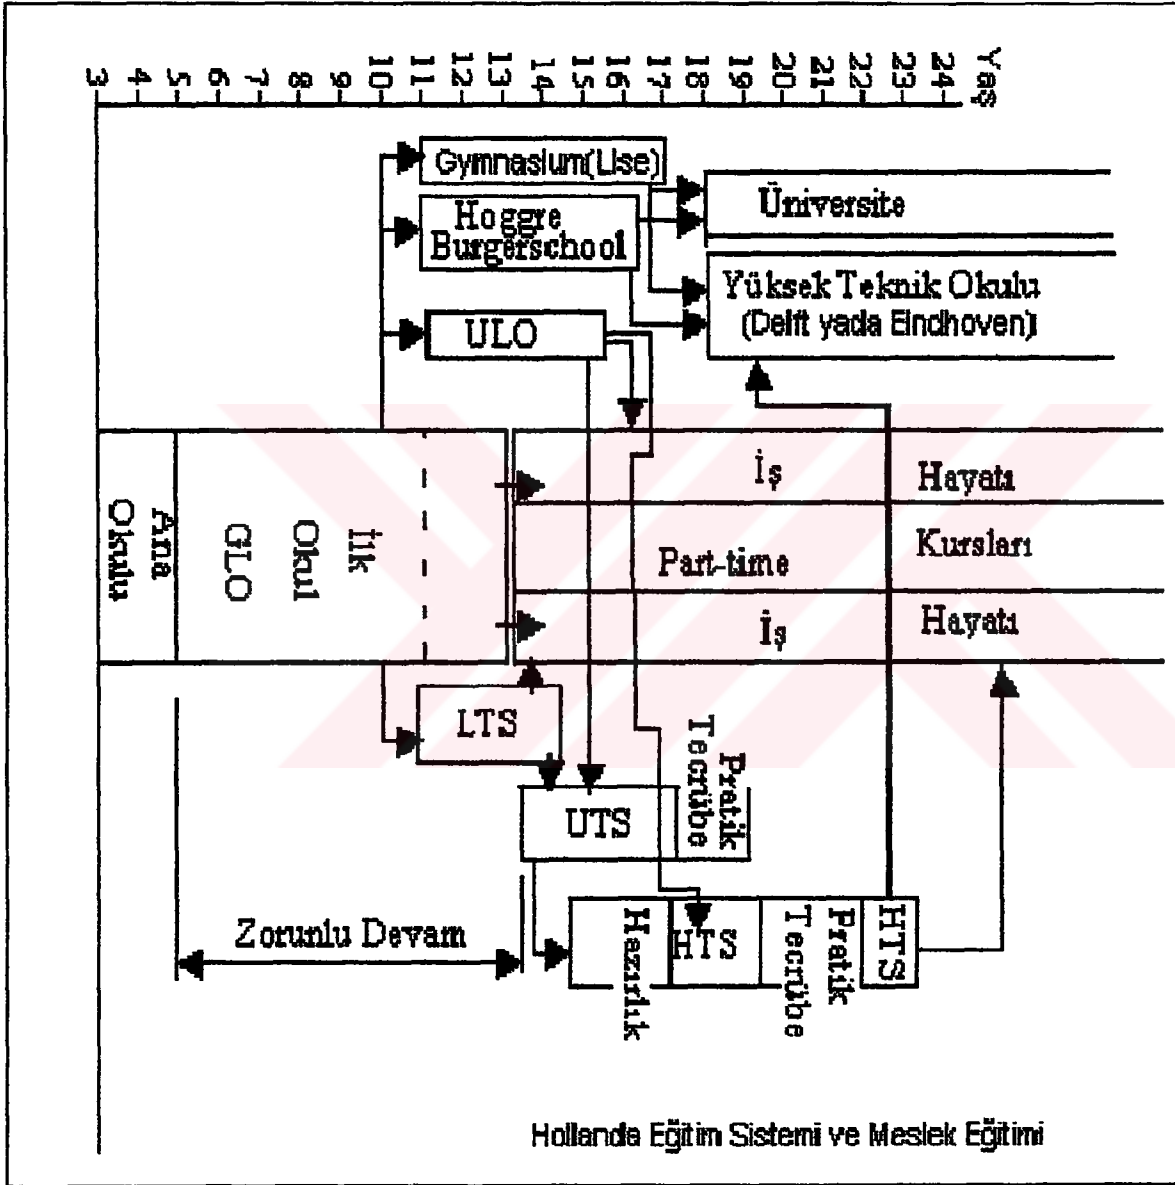 3 4 5 6 7 8 9 10 11 12 13 14 15 16 17 18 19 20 21 22 23 24 Yaş
Gymnasium(Lise)
Hoggre
Burgerschool
Üniversite
Yüksek Teknik Okulu
(Delft yada Eindhoven)
ULO
Ana
Okulu
İlk
Okul
GLO
İş Hayatı
Part-time Kursları
İş Hayatı
LTS
UTS
Pratik
Tecrübe
Zorunlu Devam
Hazırlık
HTS
Pratik
Tecrübe
HTS
Hollanda Eğitim Sistemi ve Meslek Eğitimi